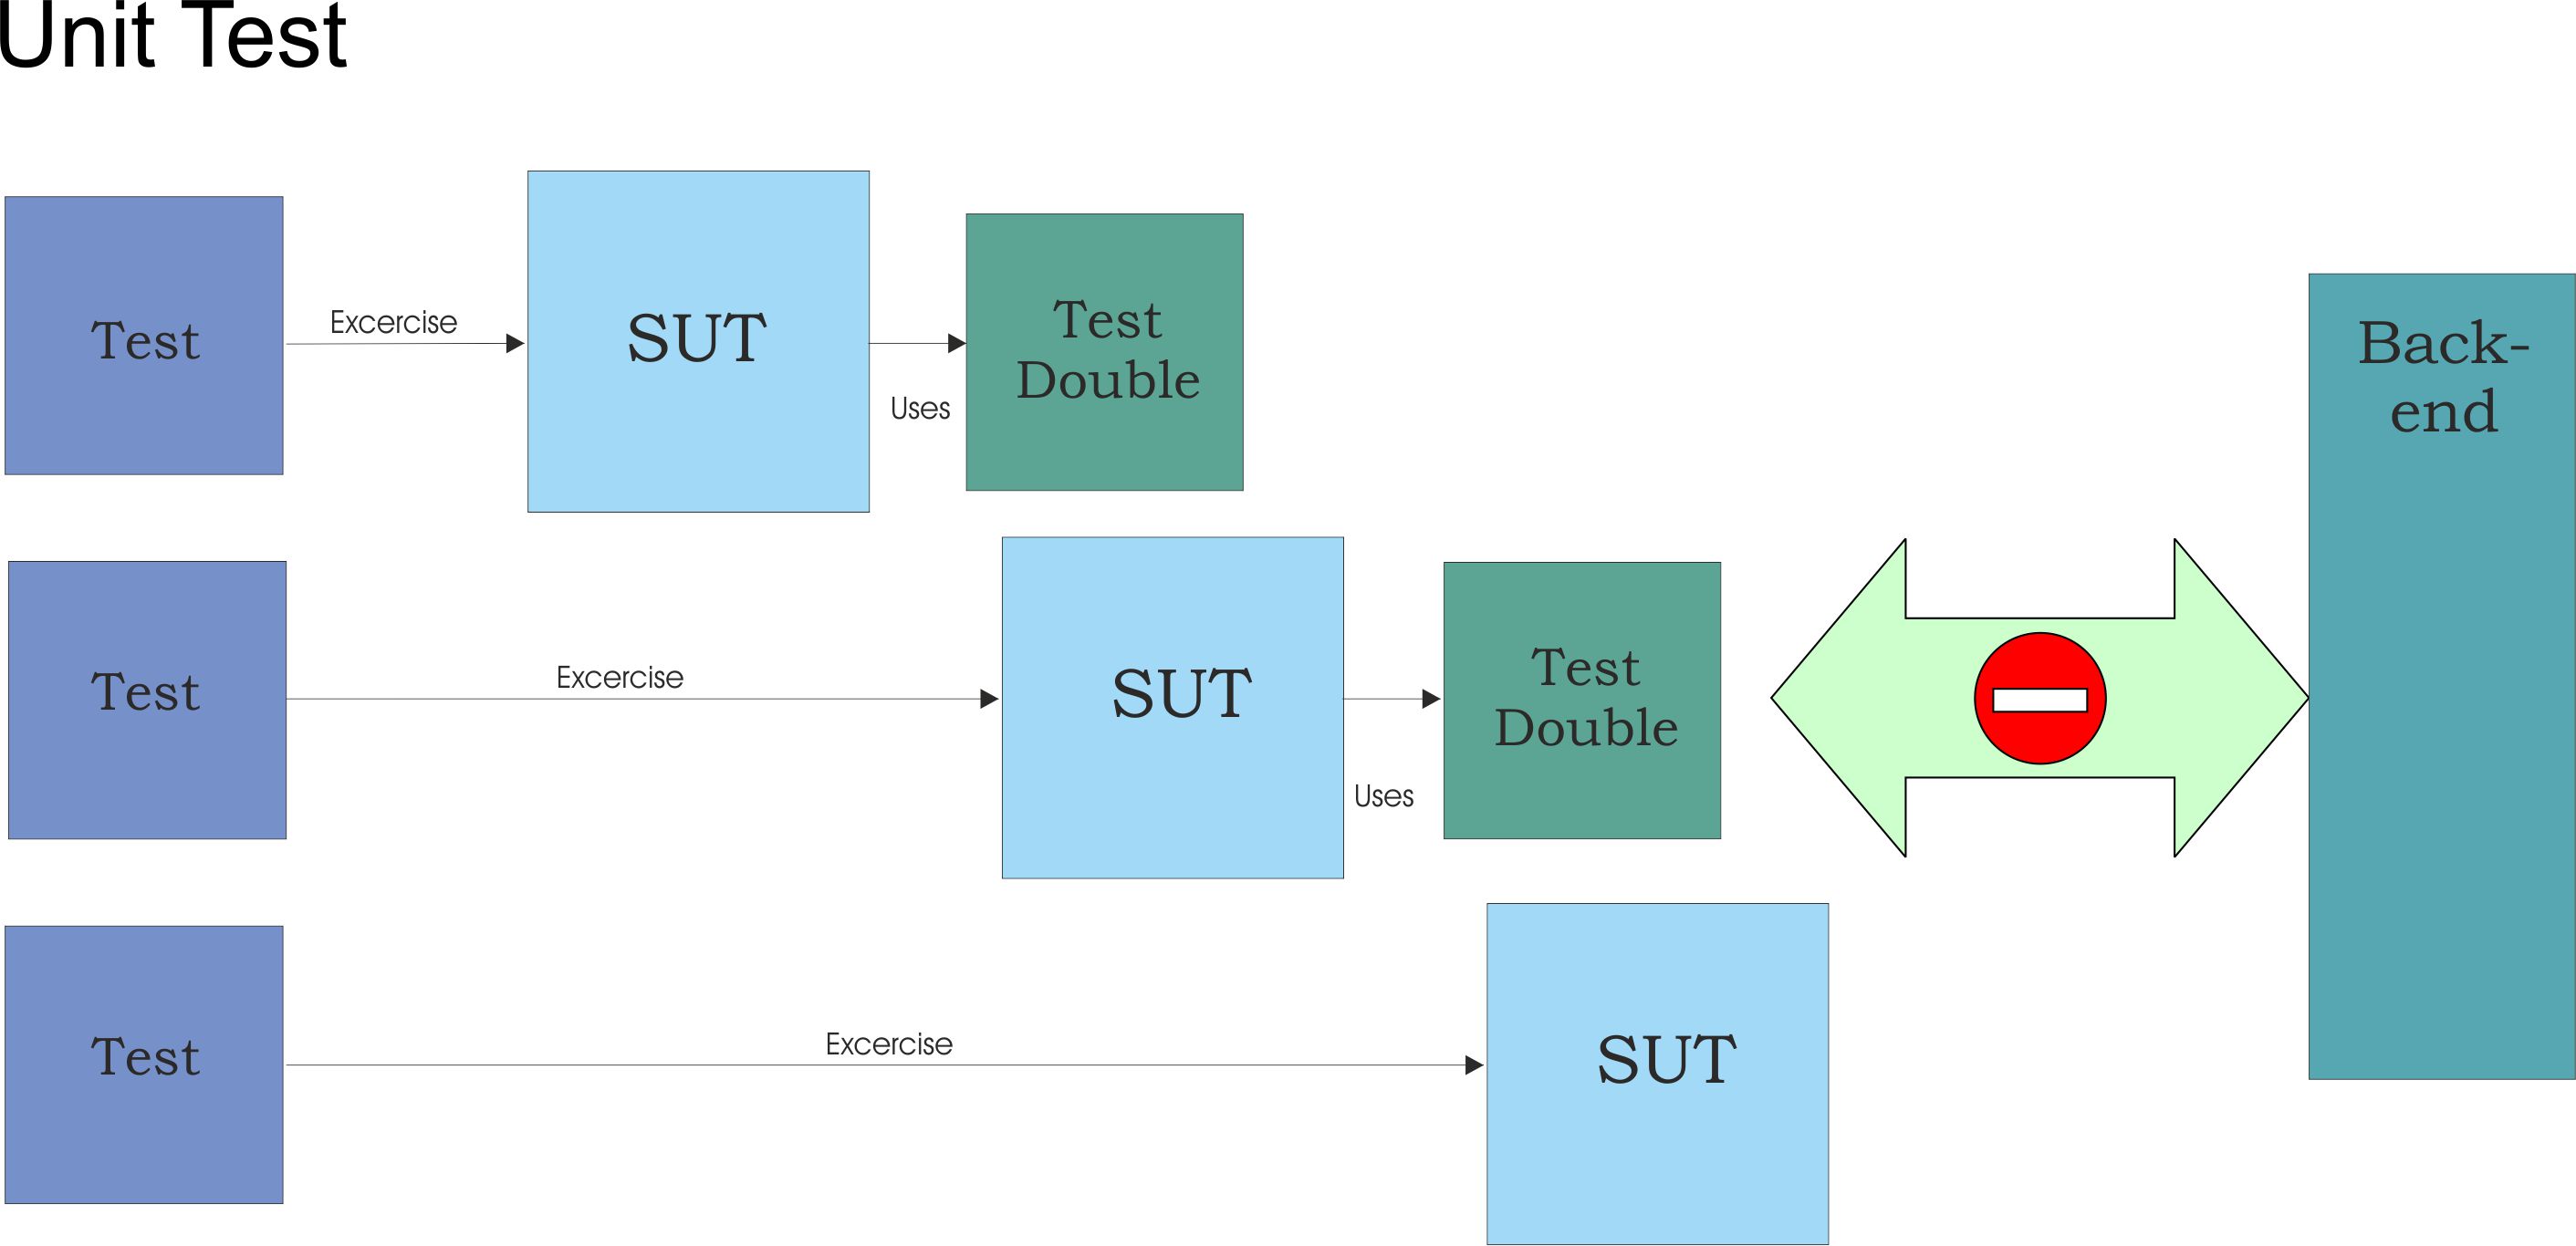 Unit Test
Test
Excercise
SUT
Uses
Test
Double
Back-
end
Test
Excercise
SUT
Uses
Test
Double
Test
Excercise
SUT